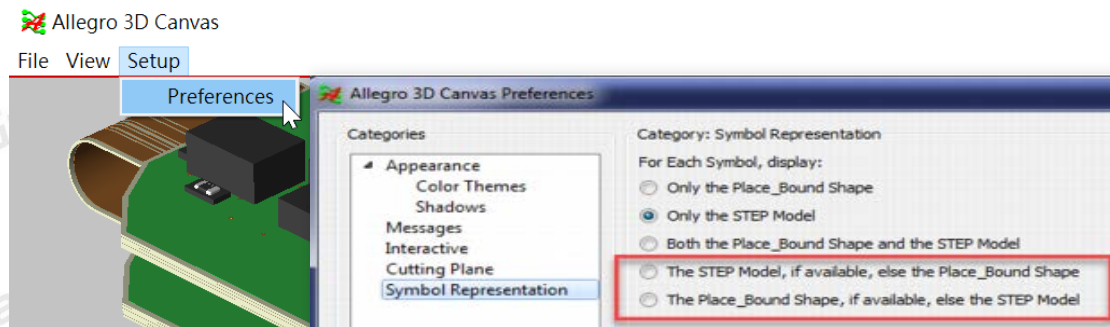 Allegro 3D Canvas
File View Setup
Preferences
Allegro 3D Canvas Preferences
Categories
Appearance
Color Themes
Shadows
Messages
Interactive
Cutting Plane
Symbol Representation
Category: Symbol Representation
For Each Symbol, display:
Only the Place_Bound Shape
Only the STEP Model
Both the Place_Bound Shape and the STEP Model
The STEP Model, if available, else the Place_Bound Shape
The Place_Bound Shape, if available, else the STEP Model